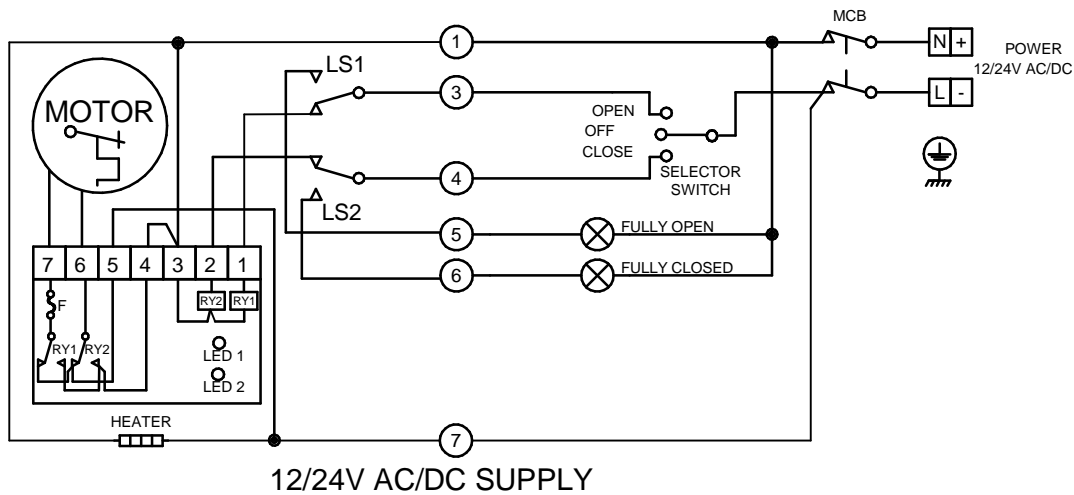 MCB
1
N +
POWER
12/24V AC/DC
LS1
3
L -
MOTOR
OPEN
OFF
CLOSE
4
SELECTOR
SWITCH
LS2
5
FULLY OPEN
6
FULLY CLOSED
7 6 5 4 3 2 1
F
RY2 RY1
RY1 RY2
LED 1
LED 2
HEATER
7
12/24V AC/DC SUPPLY